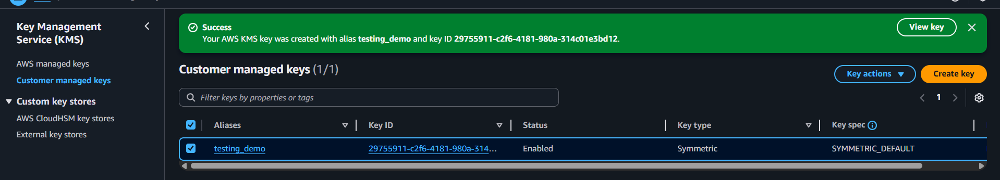 Key Management
Service (KMS)
AWS managed keys
Customer managed keys
Custom key stores
AWS CloudHSM key stores
External key stores
Success
View key
Your AWS KMS key was created with alias testing_demo and key ID 29755911-c2f6-4181-980a-314c01e3bd12.
Customer managed keys (1/1)
Key actions
Create key
Filter keys by properties or tags
1
Aliases Key ID Status Key type Key spec
testing_demo 29755911-c2f6-4181-980a-314... Enabled Symmetric SYMMETRIC_DEFAULT